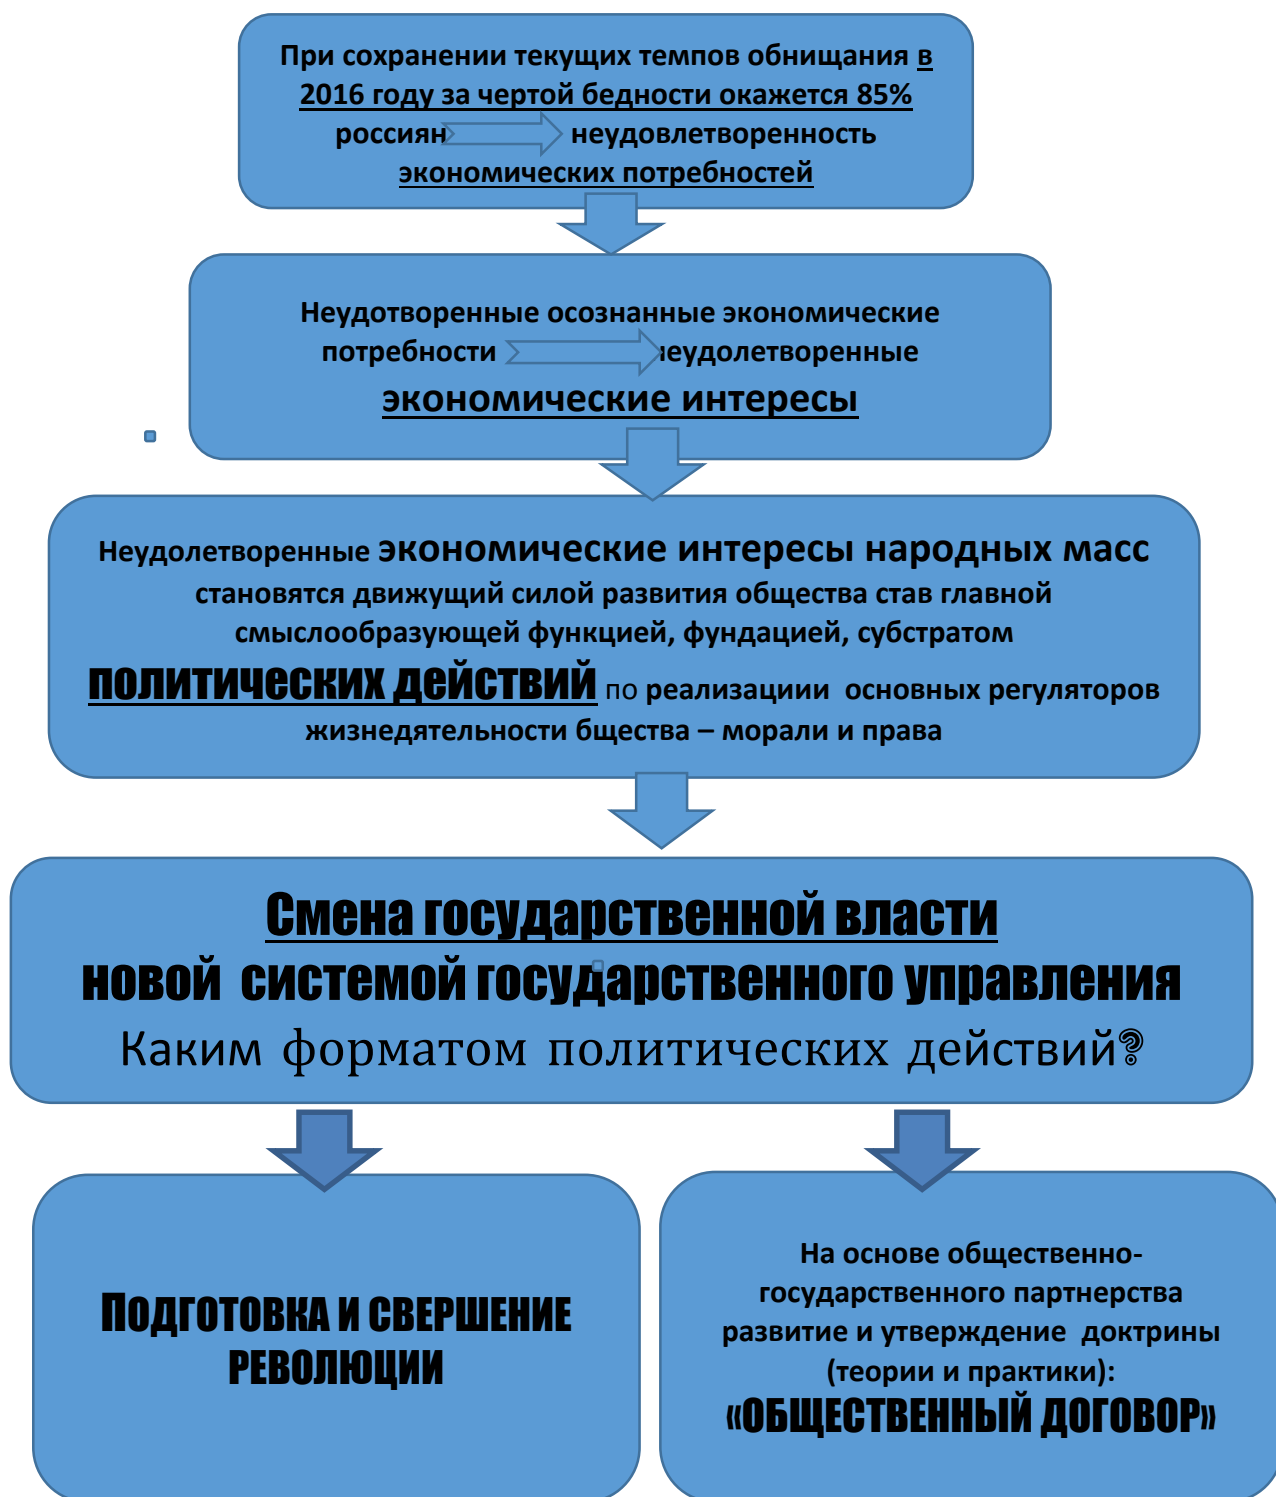 При сохранении текущих темпов обнищания в
2016 году за чертой бедности окажется 85%
россиян неудовлетворенность
экономических потребностей
Неудотворенные осознанные экономические
потребности неудолетворенные
экономические интересы
Неудолетворенные экономические интересы народных масс
становятся движущий силой развития общества став главной
смыслообразующей функцией, фундацией, субстратом
политических действий по реализациии основных регуляторов
жизнедятельности бщества – морали и права
Смена государственной власти
новой системой государственного управления
Каким форматом политических действий?
Подготовка и свершение
революции
На основе общественно-
государственного партнерства
развитие и утверждение доктрины
(теории и практики):
«ОБЩЕСТВЕННЫЙ ДОГОВОР»